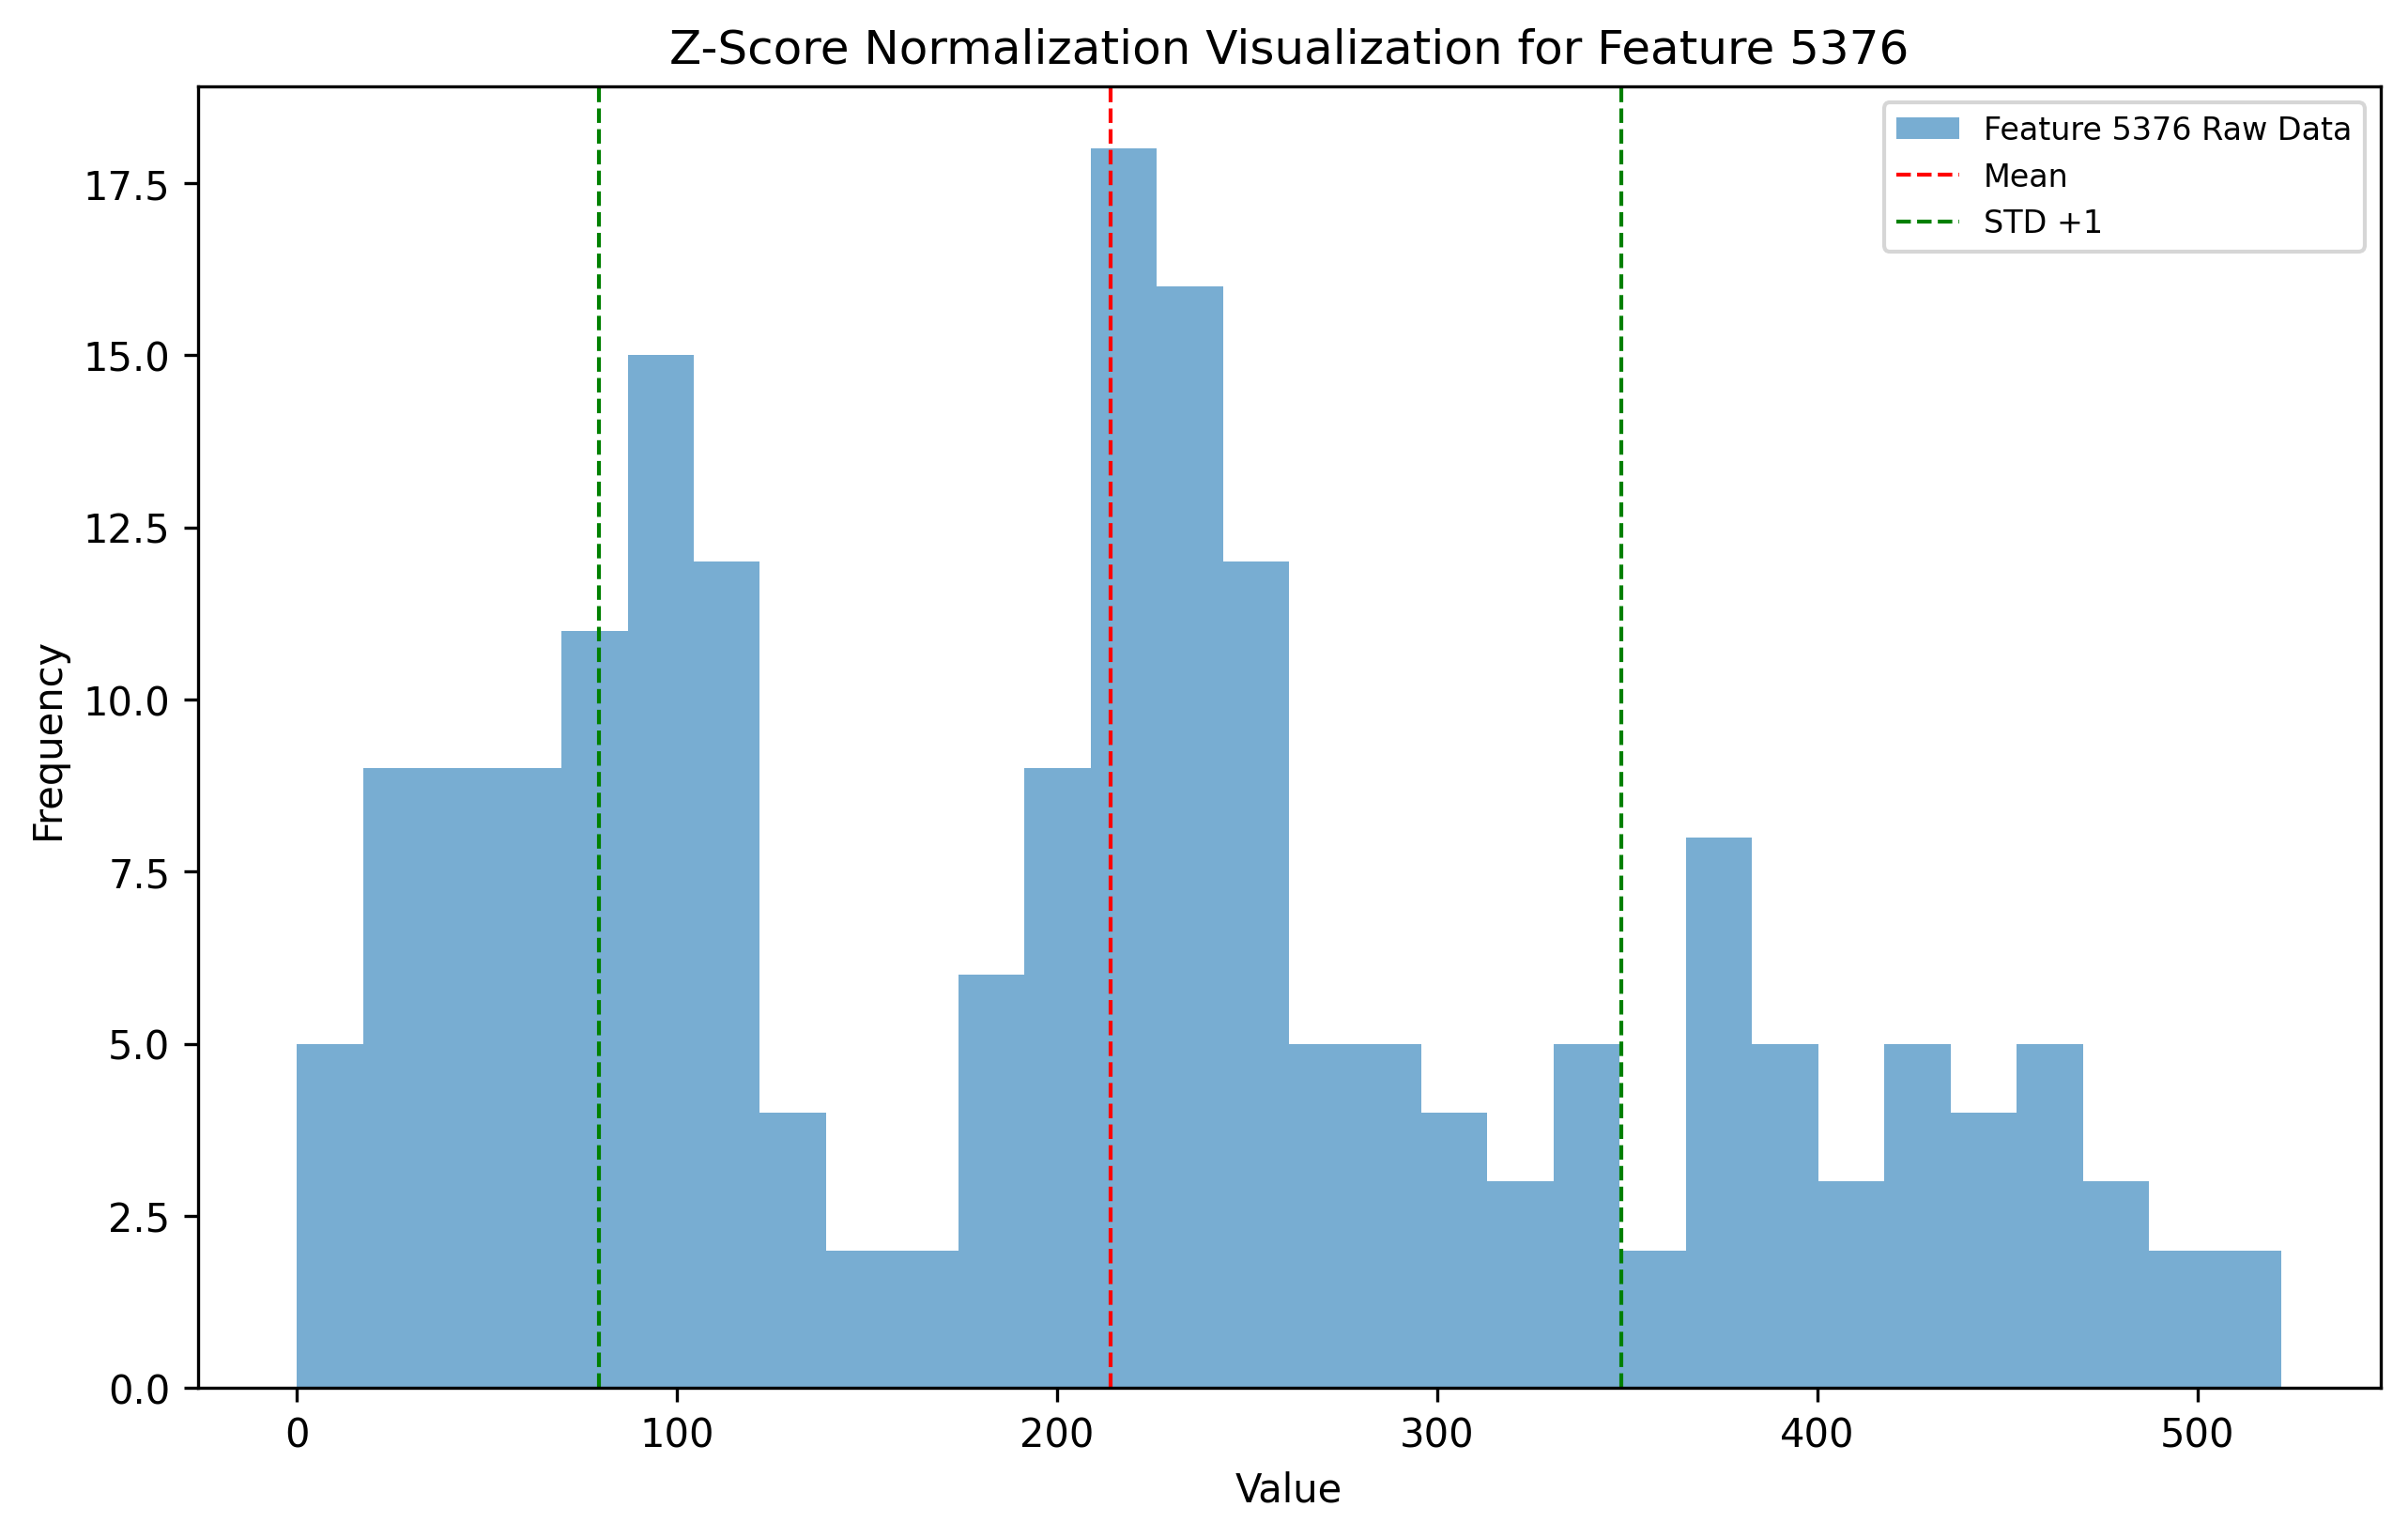 Z-Score Normalization Visualization for Feature 5376
Feature 5376 Raw Data
Mean
STD +1
17.5
15.0
12.5
10.0
7.5
5.0
2.5
0.0
Frequency
0 100 200 300 400 500
Value